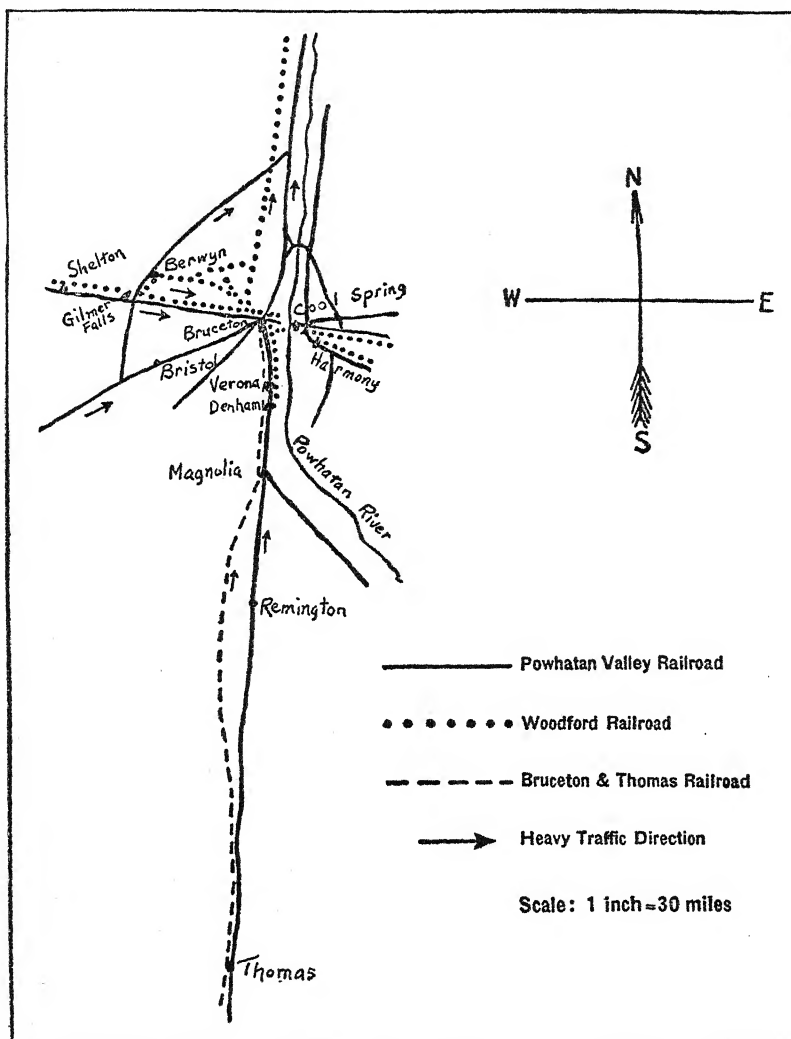 N
Shelton
Berwyn
Cool Spring
W
E
Gilmer
Falls
Bruceton
Harmony
Bristol
Verona
Denham
S
Magnolia
Powhatan River
Remington
Powhatan Valley Railroad
Woodford Railroad
Bruceton & Thomas Railroad
Heavy Traffic Direction
Scale: 1 inch=30 miles
Thomas